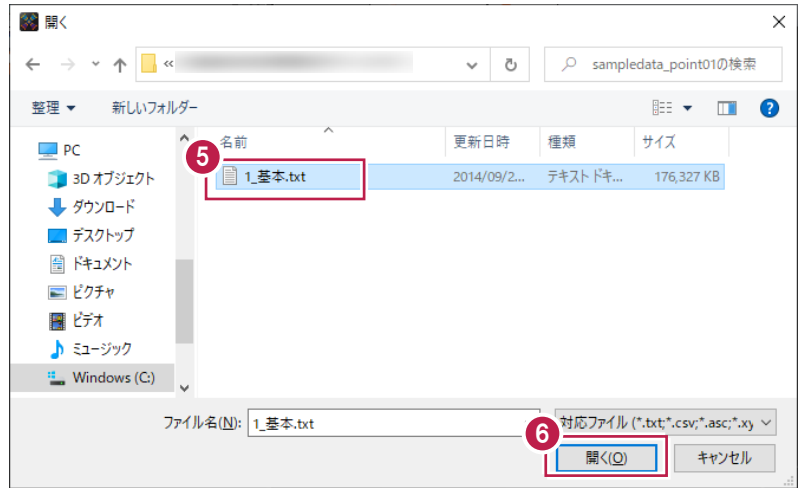 開く
«
sampledata_point01の検索
整理 新しいフォルダー
PC
3D オブジェクト
ダウンロード
デスクトップ
ドキュメント
ピクチャ
ビデオ
ミュージック
Windows (C:)
名前 更新日時 種類 サイズ
5
1_基本.txt 2014/09/2... テキスト ドキ... 176,327 KB
ファイル名(N): 1_基本.txt
対応ファイル (*.txt;*.csv;*.asc;*.xy
6
開く(O) キャンセル